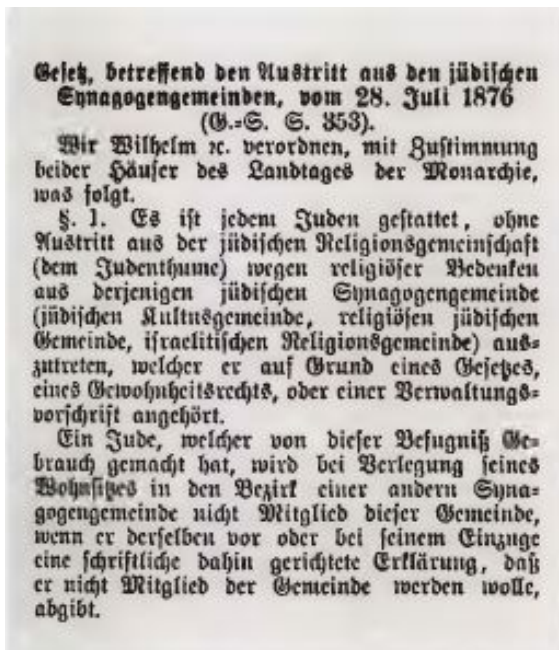 Gesetz, betreffend den Austritt aus den jüdischen
Synagogengemeinden, vom 28. Juli 1876
(G.=S. S. 353).
Wir Wilhelm ꝛc. verordnen, mit Zustimmung
beider Häuser des Landtages der Monarchie,
was folgt.
§. 1. Es ist jedem Juden gestattet, ohne
Austritt aus der jüdischen Religionsgemeinschaft
(dem Judenthume) wegen religiöser Bedenken
aus derjenigen jüdischen Synagogengemeinde
(jüdischen Kultusgemeinde, religiösen jüdischen
Gemeinde, israelitischen Religionsgemeinde) aus=
zutreten, welcher er auf Grund eines Gesetzes,
eines Gewohnheitsrechts, oder einer Verwaltungs=
vorschrift angehört.
Ein Jude, welcher von dieser Befugniß Ge=
brauch gemacht hat, wird bei Verlegung seines
Wohnsitzes in den Bezirk einer andern Syna=
gogengemeinde nicht Mitglied dieser Gemeinde,
wenn er derselben vor oder bei seinem Einzuge
eine schriftliche dahin gerichtete Erklärung, daß
er nicht Mitglied der Gemeinde werden wolle,
abgibt.